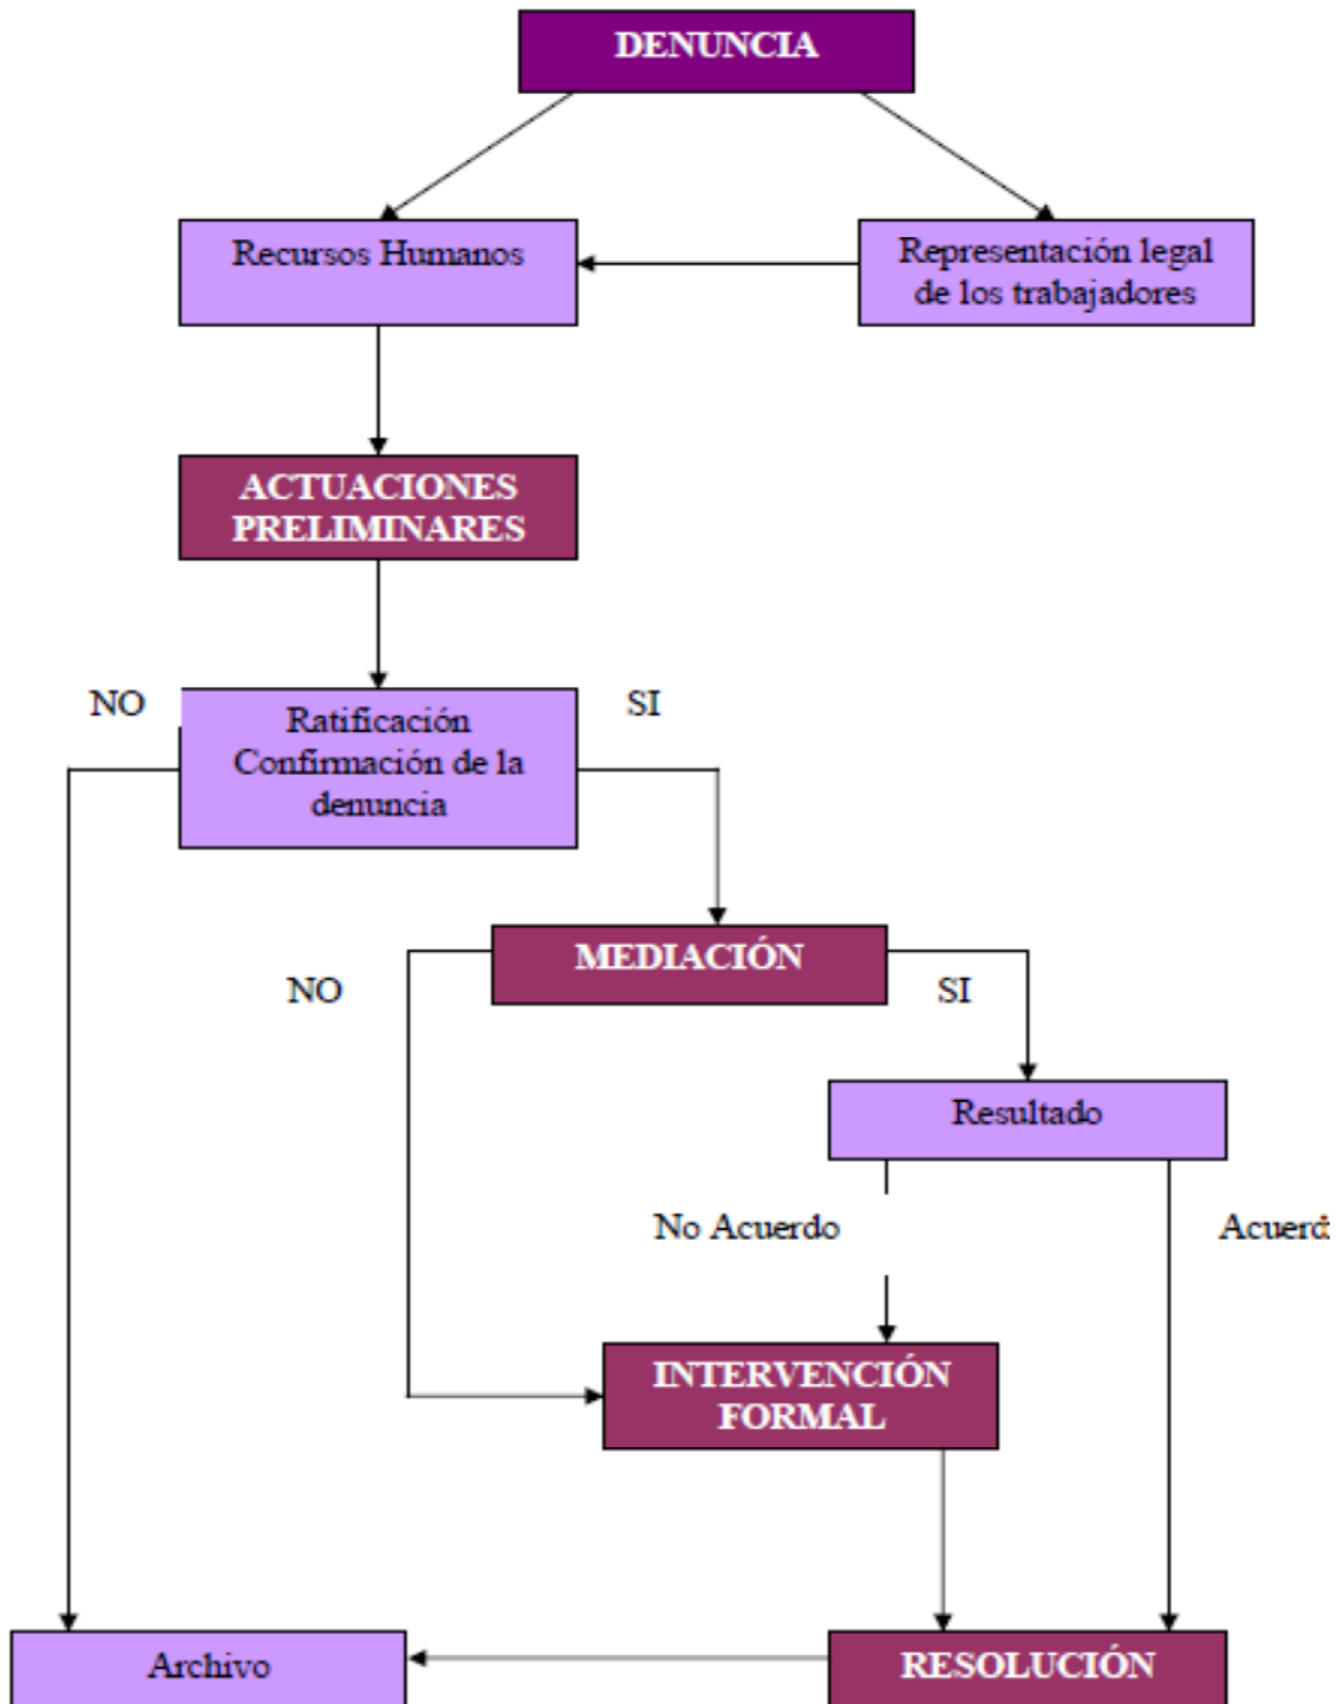 DENUNCIA
Recursos Humanos
Representación legal
de los trabajadores
ACTUACIONES
PRELIMINARES
NO
SI
Ratificación
Confirmación de la
denuncia
MEDIACIÓN
NO
SI
Resultado
No Acuerdo
Acuerd
INTERVENCIÓN
FORMAL
Archivo
RESOLUCIÓN